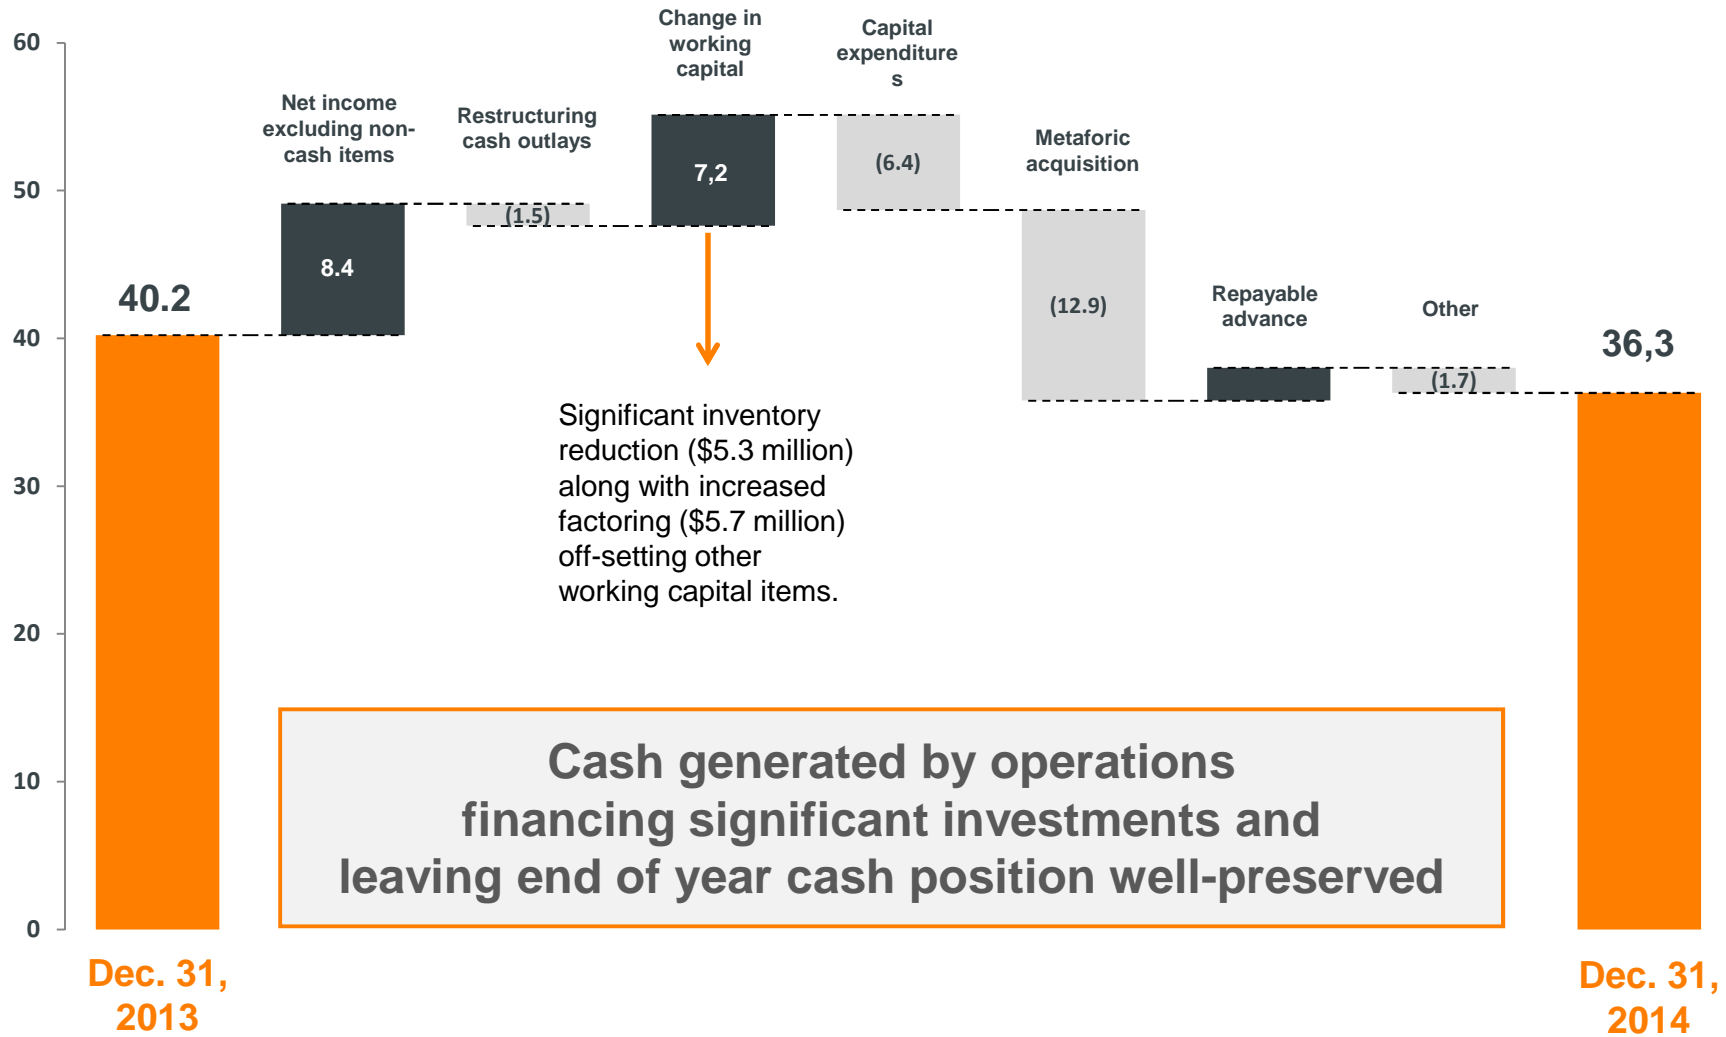 60
50
40
30
20
10
0
40.2
Dec. 31,
2013
Net income
excluding non-
cash items
8.4
Restructuring
cash outlays
(1.5)
Change in
working
capital
7,2
Significant inventory
reduction ($5.3 million)
along with increased
factoring ($5.7 million)
off-setting other
working capital items.
Capital
expenditure
s
(6.4)
Metaforic
acquisition
(12.9)
Repayable
advance
Other
(1.7)
36,3
Dec. 31,
2014
Cash generated by operations
financing significant investments and
leaving end of year cash position well-preserved